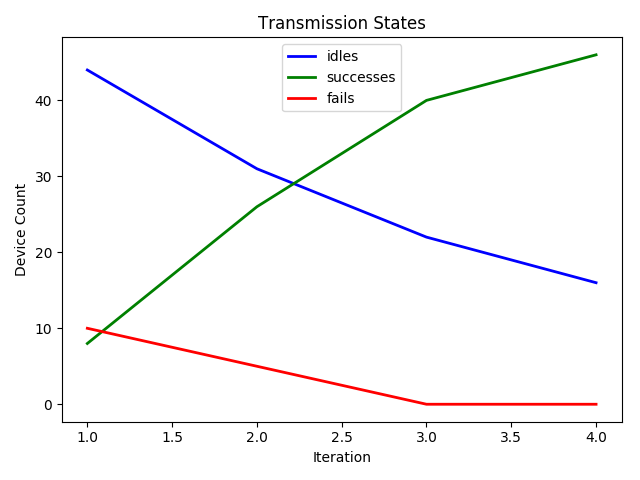 Transmission States
idles
successes
fails
Device Count
40
30
20
10
0
1.0 1.5 2.0 2.5 3.0 3.5 4.0
Iteration